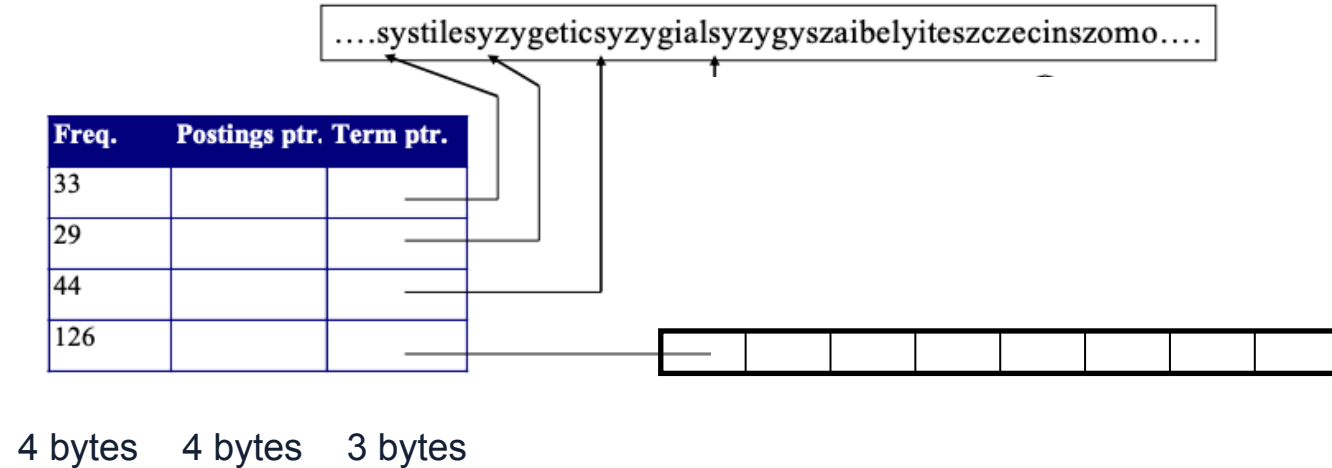 ....systilesyzygeticsyzygialsyzygyszaibelyiteszczecinszomo....
Freq. Postings ptr. Term ptr.
33
29
44
126
4 bytes 4 bytes 3 bytes